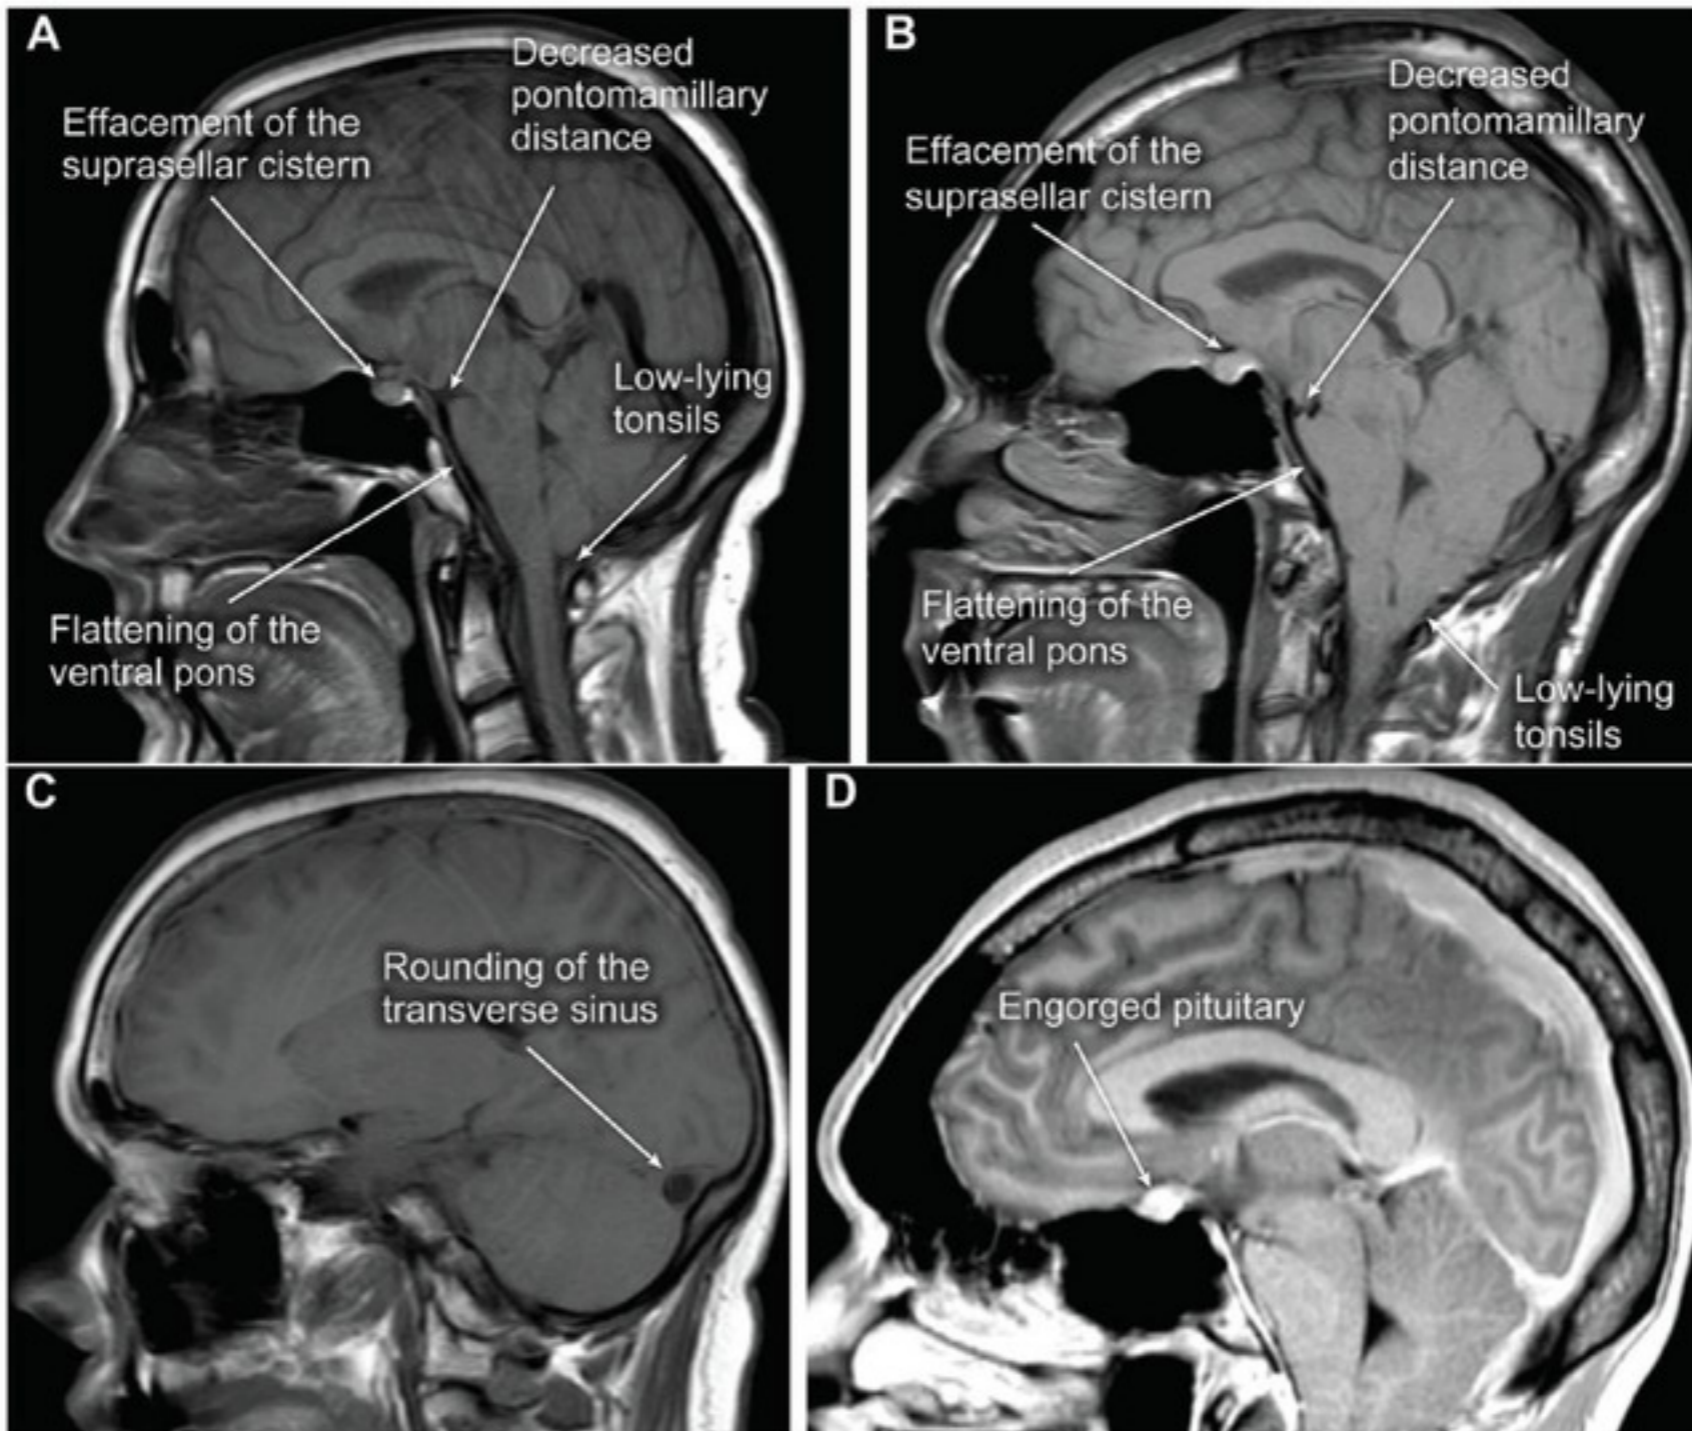 A
Decreased
pontomamillary
distance
Effacement of the
suprasellar cistern
Low-lying
tonsils
Flattening of the
ventral pons
B
Decreased
pontomamillary
distance
Effacement of the
suprasellar cistern
Flattening of the
ventral pons
Low-lying
tonsils
C
Rounding of the
transverse sinus
D
Engorged pituitary